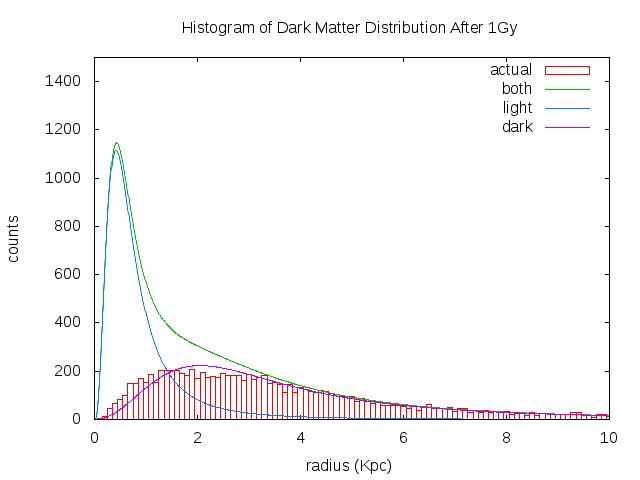 Histogram of Dark Matter Distribution After 1Gy
actual
both
light
dark
1400
1200
1000
800
600
400
200
0
counts
0 2 4 6 8 10
radius (Kpc)